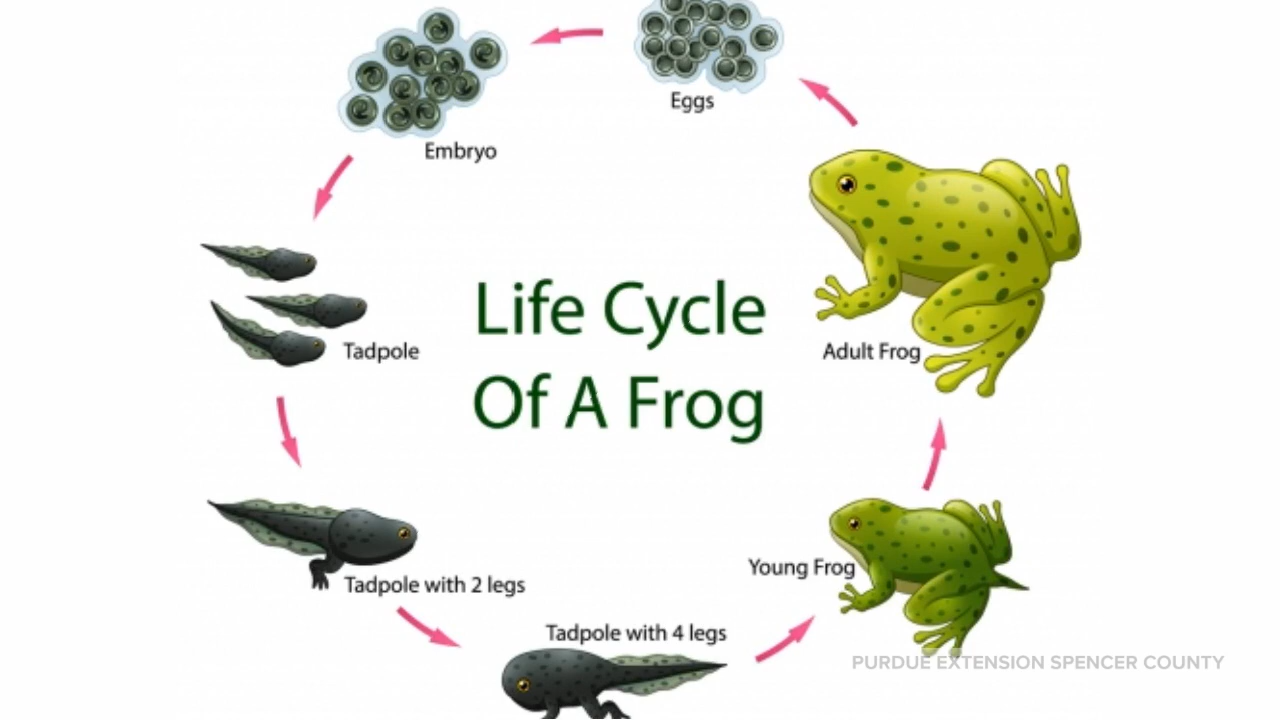 Eggs
Embryo
Tadpole
Life Cycle
Of A Frog
Adult Frog
Tadpole with 2 legs
Young Frog
Tadpole with 4 legs
PURDUE EXTENSION SPENCER COUNTY